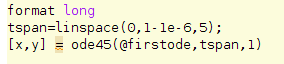 format long
tspan=linspace(0,1-1e-6,5);
[x,y] = ode45(@firstode,tspan,1)